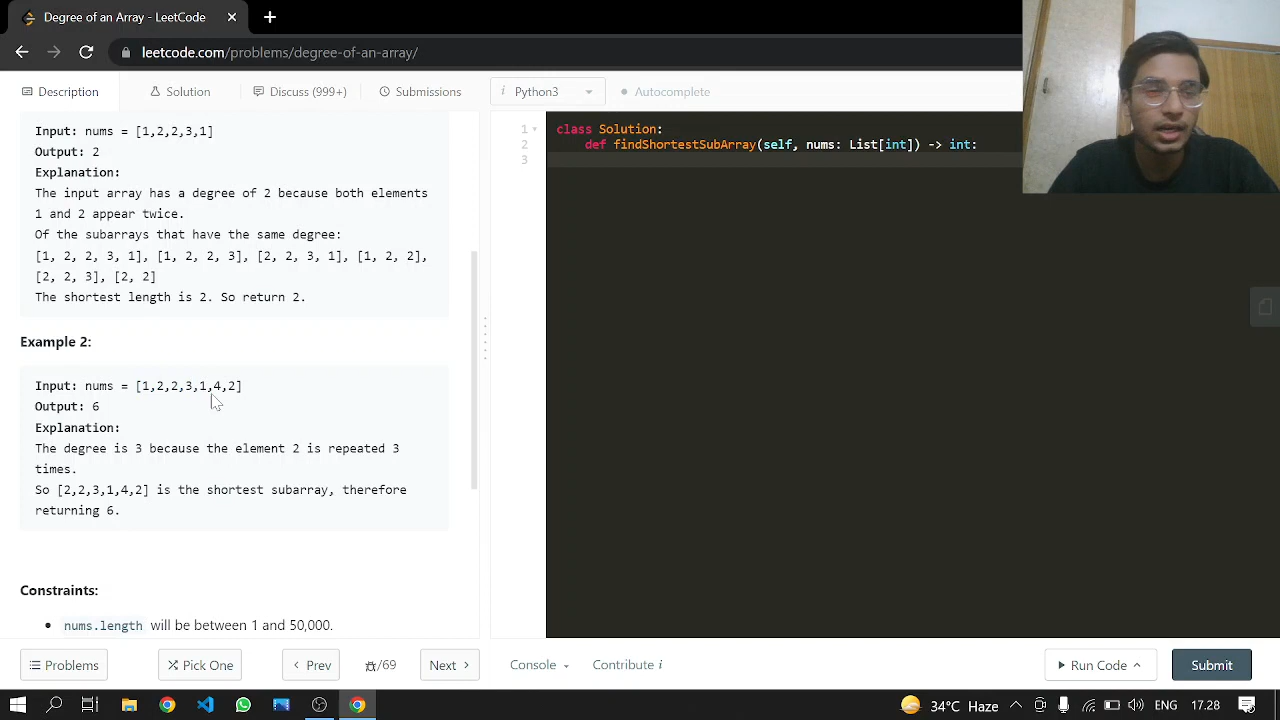 Degree of an Array - LeetCode
leetcode.com/problems/degree-of-an-array/
Description
Solution
Discuss (999+)
Submissions
i Python3
Autocomplete
Input: nums = [1,2,2,3,1]
Output: 2
Explanation:
The input array has a degree of 2 because both elements
1 and 2 appear twice.
Of the subarrays that have the same degree:
[1, 2, 2, 3, 1], [1, 2, 2, 3], [2, 2, 3, 1], [1, 2, 2],
[2, 2, 3], [2, 2]
The shortest length is 2. So return 2.
Example 2:
Input: nums = [1,2,2,3,1,4,2]
Output: 6
Explanation:
The degree is 3 because the element 2 is repeated 3
times.
So [2,2,3,1,4,2] is the shortest subarray, therefore
returning 6.
Constraints:
nums.length will be between 1 and 50,000.
1 class Solution:
2 def findShortestSubArray(self, nums: List[int]) -> int:
3
Problems
Pick One
Prev
/69
Next
Console
Contribute i
Run Code
Submit
104°F Haze
ENG
17.28